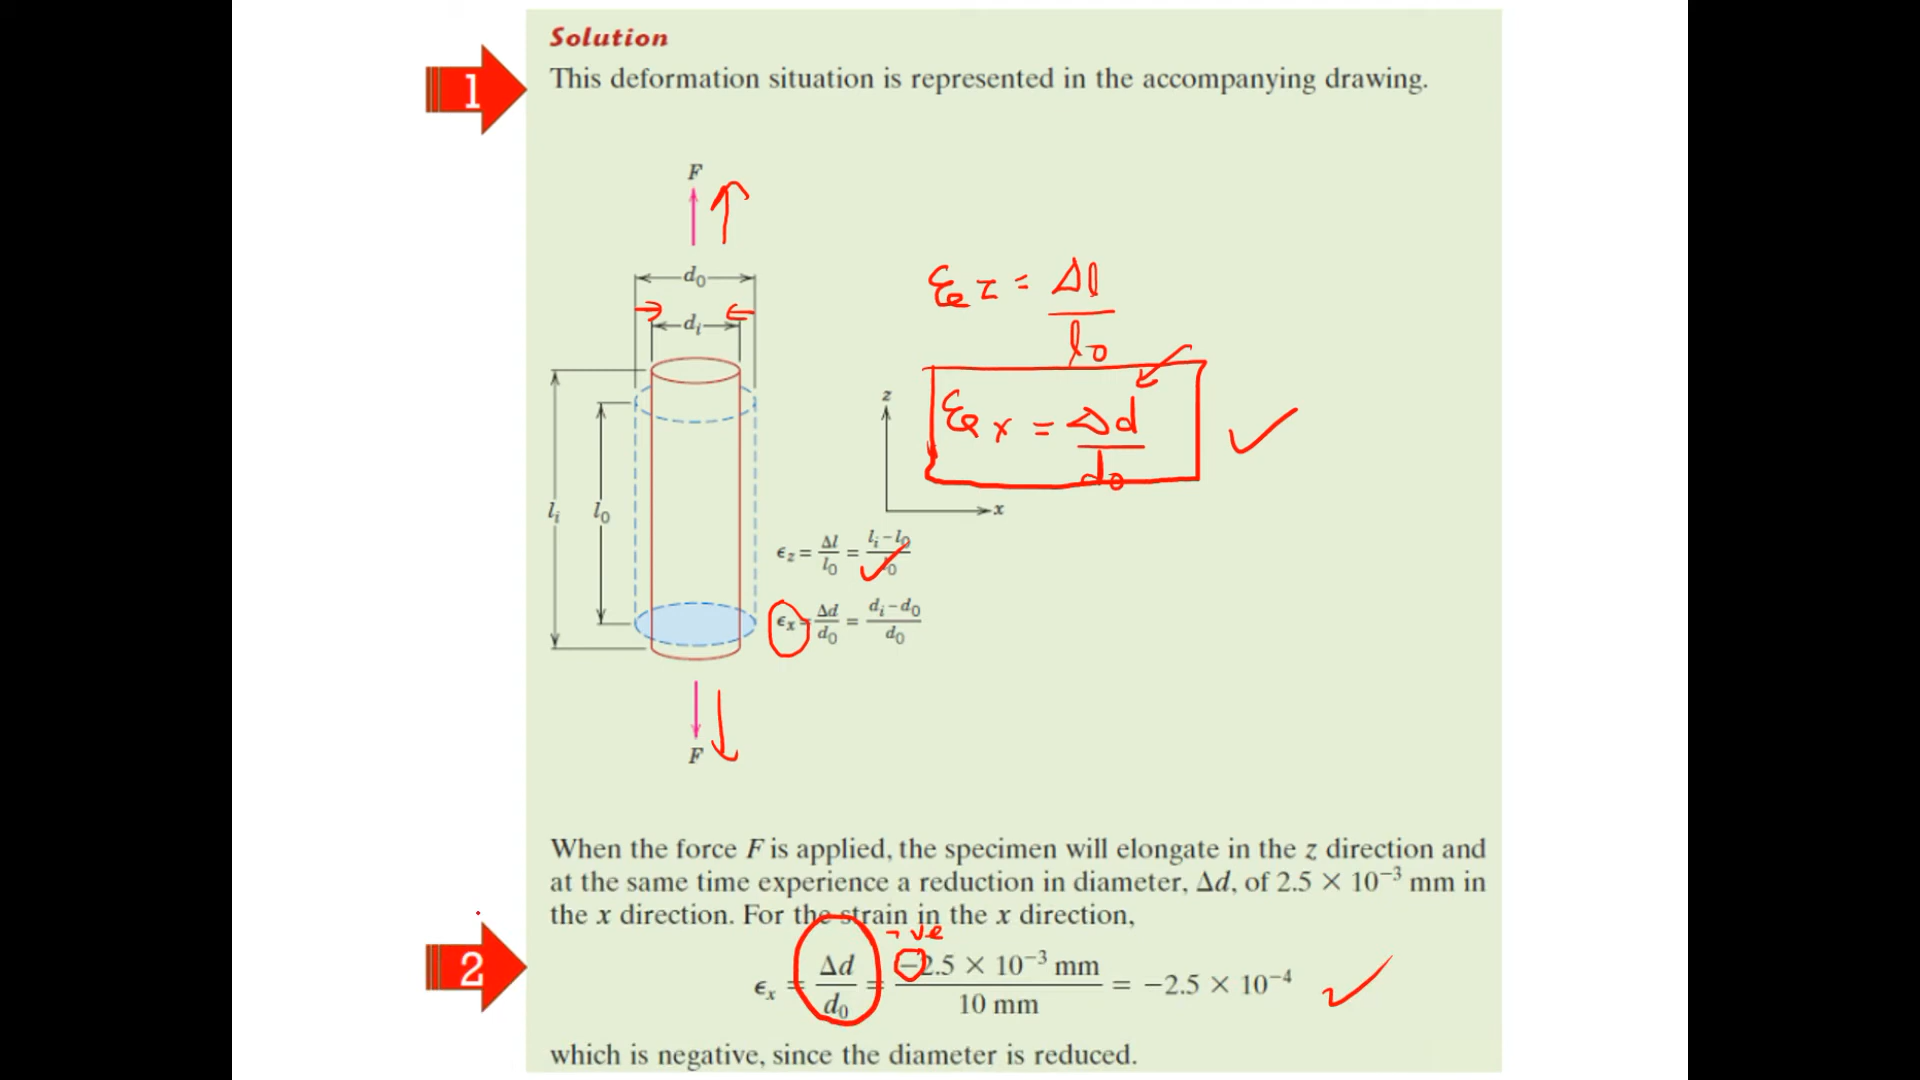 Solution
1
This deformation situation is represented in the accompanying drawing.
F
d₀
dᵢ
ϵz = Δl / l₀
ϵx = Δd / d₀
z
x
lᵢ
l₀
ϵz = Δl / l₀ = (lᵢ − l₀) / l₀
ϵx = Δd / d₀ = (dᵢ − d₀) / d₀
F
When the force F is applied, the specimen will elongate in the z direction and
at the same time experience a reduction in diameter, Δd, of 2.5 × 10⁻³ mm in
the x direction. For the strain in the x direction,
-ve
2
ϵx = Δd / d₀ = −2.5 × 10⁻³ mm / 10 mm = −2.5 × 10⁻⁴
which is negative, since the diameter is reduced.